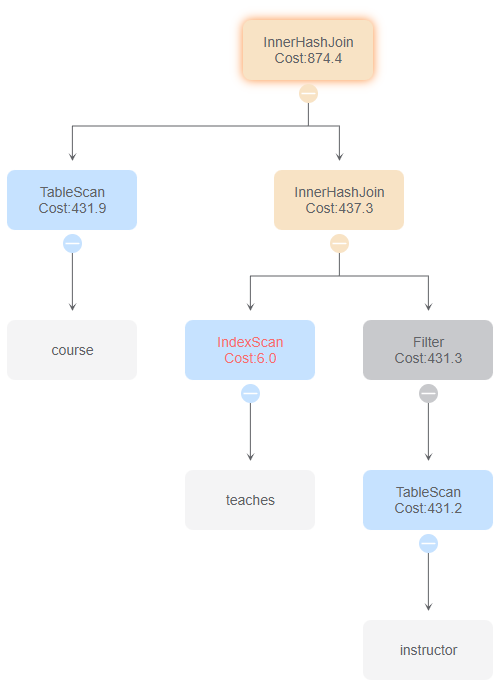 InnerHashJoin
Cost:874.4
TableScan
Cost:431.9
InnerHashJoin
Cost:437.3
course
IndexScan
Cost:6.0
Filter
Cost:431.3
teaches
TableScan
Cost:431.2
instructor